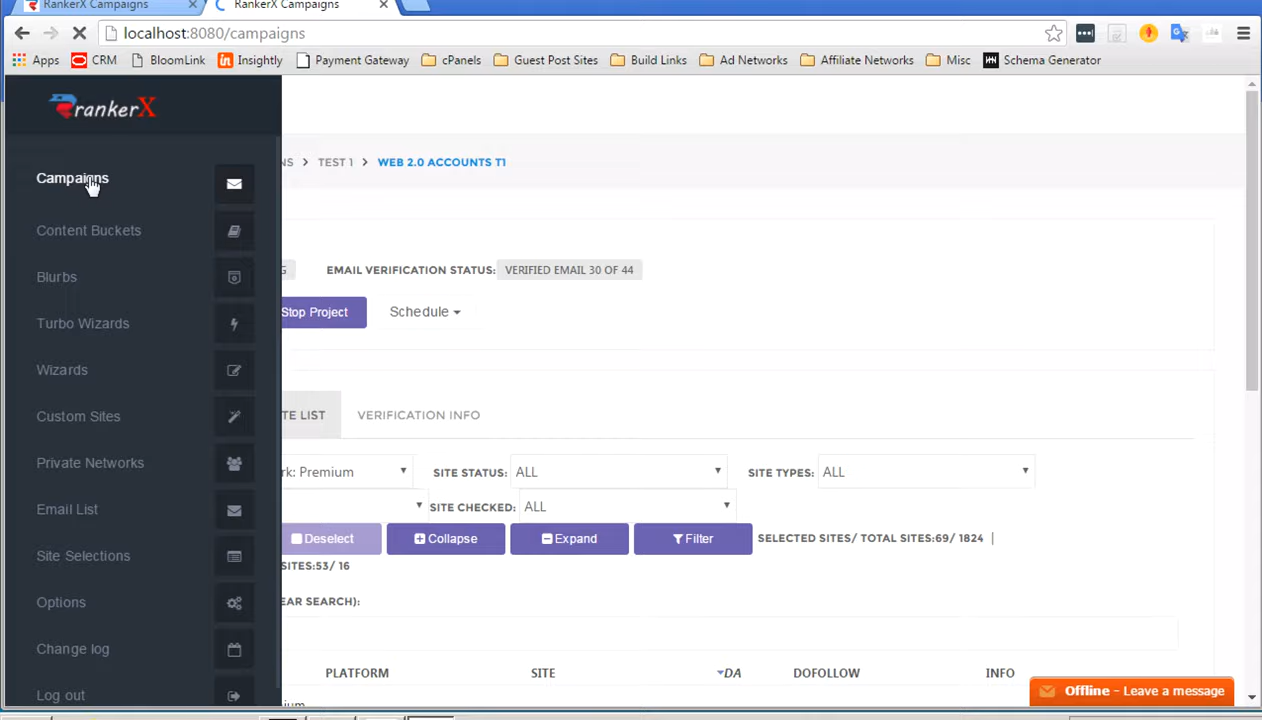 RankerX Campaigns
RankerX Campaigns
localhost:8080/campaigns
Apps CRM BloomLink Insightly Payment Gateway cPanels Guest Post Sites Build Links Ad Networks Affiliate Networks Misc Schema Generator
rankerX
Campaigns
Content Buckets
Blurbs
Turbo Wizards
Wizards
Custom Sites
Private Networks
Email List
Site Selections
Options
Change log
Log out
NS > TEST 1 > WEB 2.0 ACCOUNTS T1
G EMAIL VERIFICATION STATUS: VERIFIED EMAIL 30 OF 44
Stop Project Schedule
TE LIST VERIFICATION INFO
rk: Premium SITE STATUS: ALL SITE TYPES: ALL
SITE CHECKED: ALL
Deselect Collapse Expand Filter SELECTED SITES/ TOTAL SITES:69/ 1824 |
SITES:53/ 16
EAR SEARCH):
PLATFORM SITE DA DOFOLLOW INFO
Offline - Leave a message